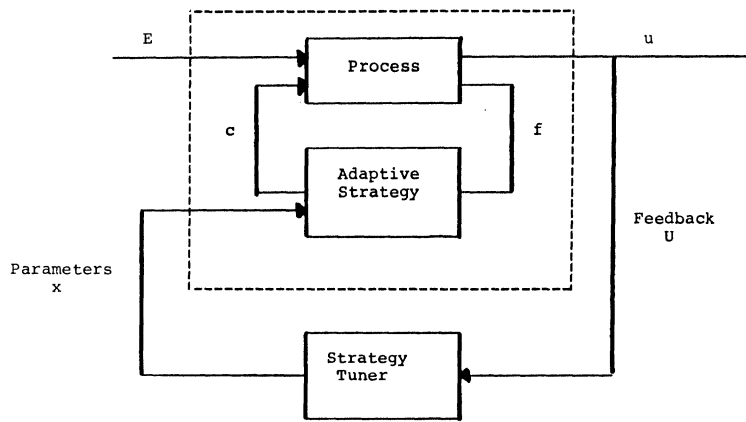 E
u
Process
c
f
Adaptive
Strategy
Feedback
U
Parameters
x
Strategy
Tuner